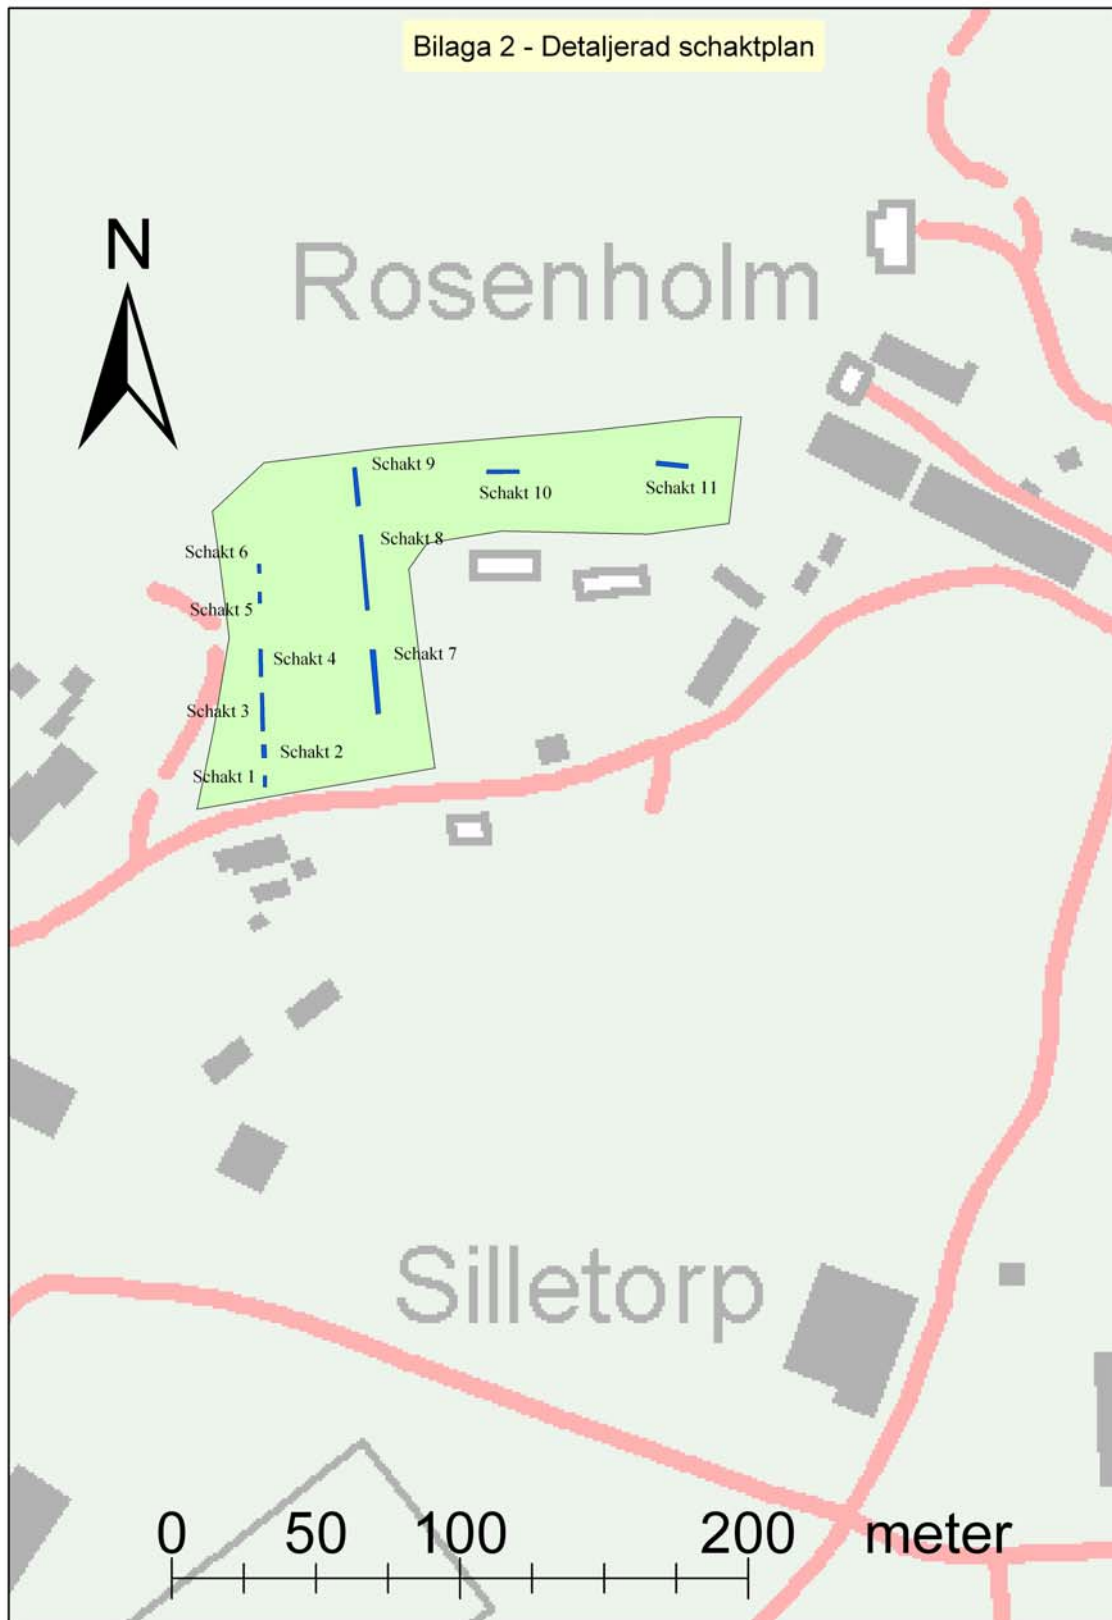 Bilaga 2 - Detaljerad schaktplan
N
Rosenholm
Schakt 9
Schakt 10
Schakt 11
Schakt 8
Schakt 6
Schakt 5
Schakt 4
Schakt 7
Schakt 3
Schakt 2
Schakt 1
Silletorp
0 50 100 200 meter